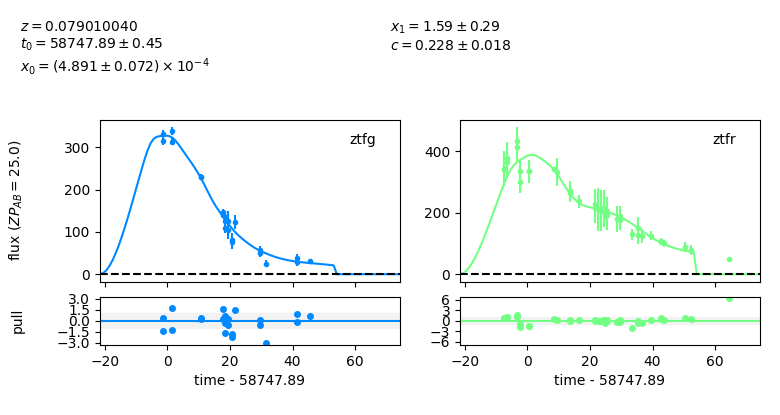 z = 0.079010040
t₀ = 58747.89 ± 0.45
x₀ = (4.891 ± 0.072) × 10⁻⁴
x₁ = 1.59 ± 0.29
c = 0.228 ± 0.018
flux (ZP_AB = 25.0)
300
200
100
0
ztfg
400
200
0
ztfr
pull
3.0
1.5
0.0
−1.5
−3.0
−20 0 20 40 60
time - 58747.89
6
3
0
−3
−6
−20 0 20 40 60
time - 58747.89